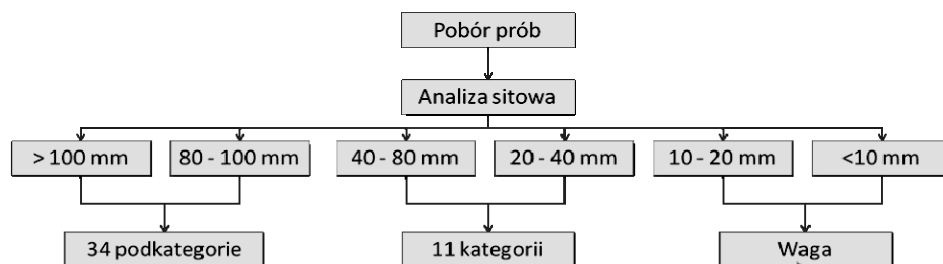 Pobór prób
Analiza sitowa
> 100 mm
80 - 100 mm
40 - 80 mm
20 - 40 mm
10 - 20 mm
<10 mm
34 podkategorie
11 kategorii
Waga